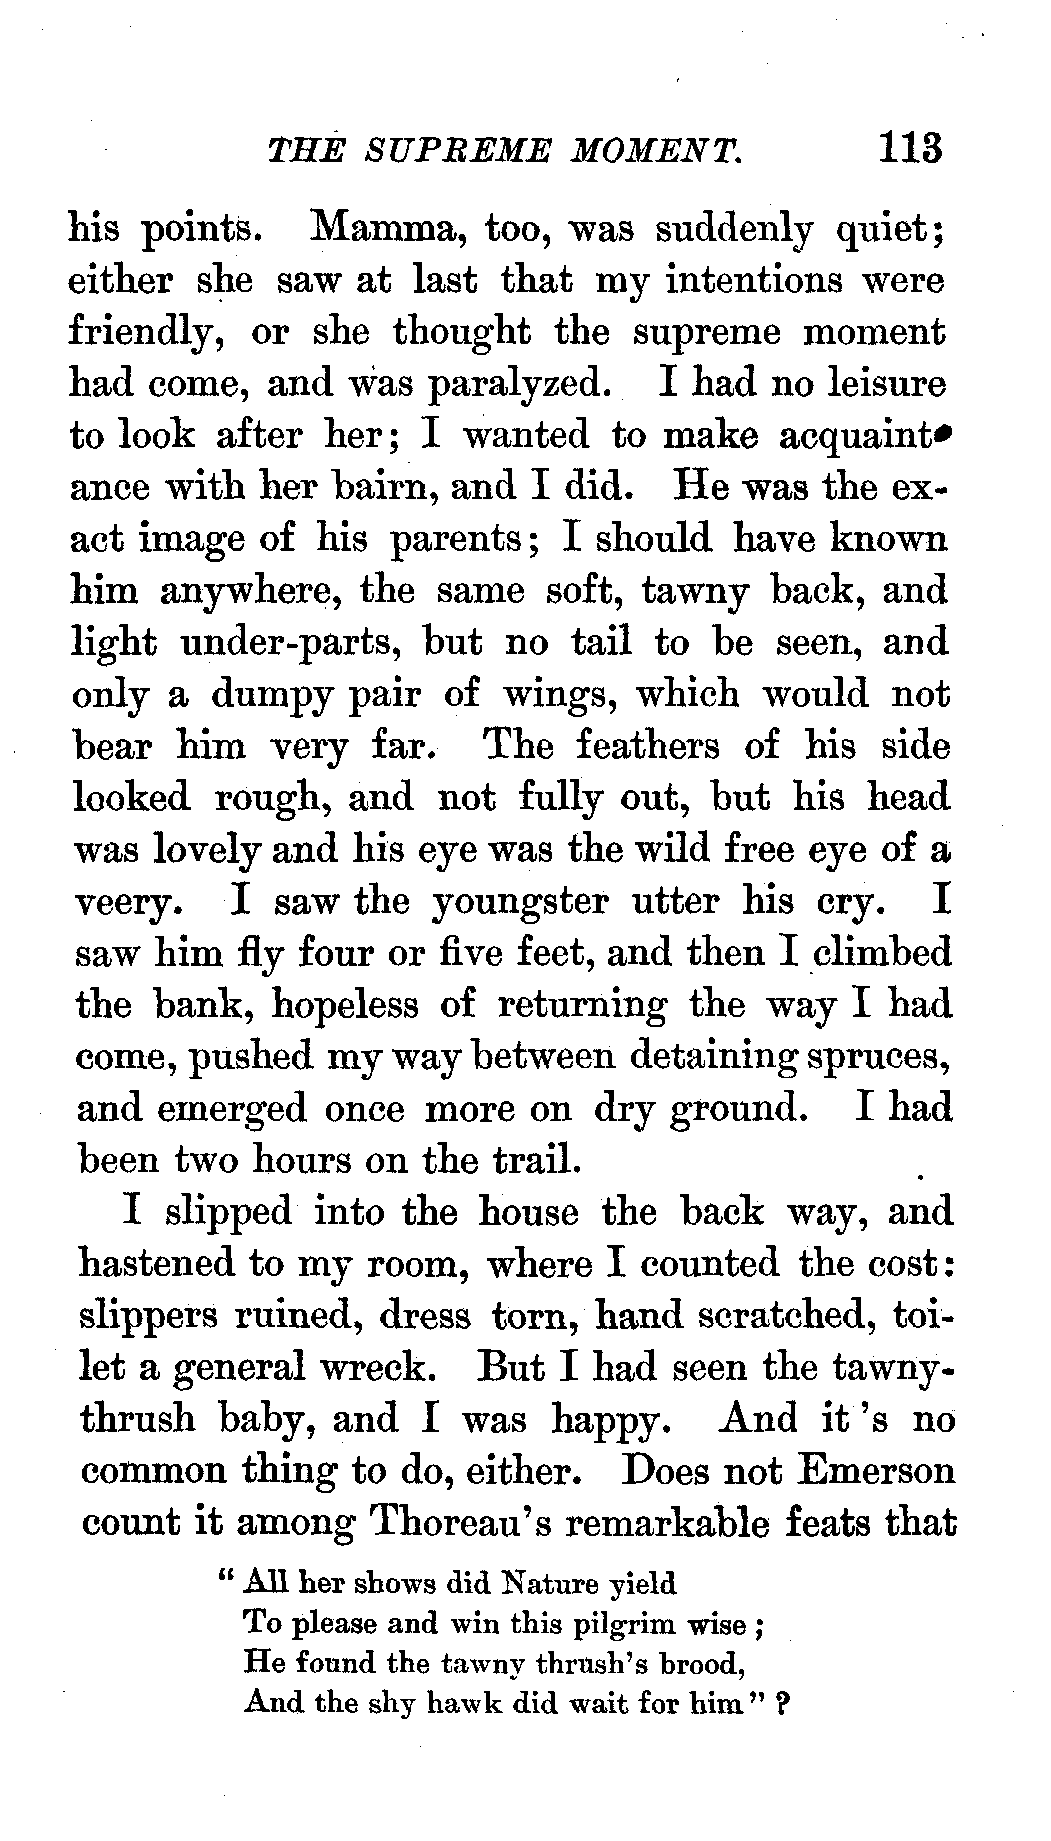 THE SUPREME MOMENT. 113
his points. Mamma, too, was suddenly quiet;
either she saw at last that my intentions were
friendly, or she thought the supreme moment
had come, and was paralyzed. I had no leisure
to look after her; I wanted to make acquaint-
ance with her bairn, and I did. He was the ex-
act image of his parents; I should have known
him anywhere, the same soft, tawny back, and
light under-parts, but no tail to be seen, and
only a dumpy pair of wings, which would not
bear him very far. The feathers of his side
looked rough, and not fully out, but his head
was lovely and his eye was the wild free eye of a
veery. I saw the youngster utter his cry. I
saw him fly four or five feet, and then I climbed
the bank, hopeless of returning the way I had
come, pushed my way between detaining spruces,
and emerged once more on dry ground. I had
been two hours on the trail.
I slipped into the house the back way, and
hastened to my room, where I counted the cost:
slippers ruined, dress torn, hand scratched, toi-
let a general wreck. But I had seen the tawny-
thrush baby, and I was happy. And it 's no
common thing to do, either. Does not Emerson
count it among Thoreau's remarkable feats that
" All her shows did Nature yield
To please and win this pilgrim wise ;
He found the tawny thrush's brood,
And the shy hawk did wait for him " ?